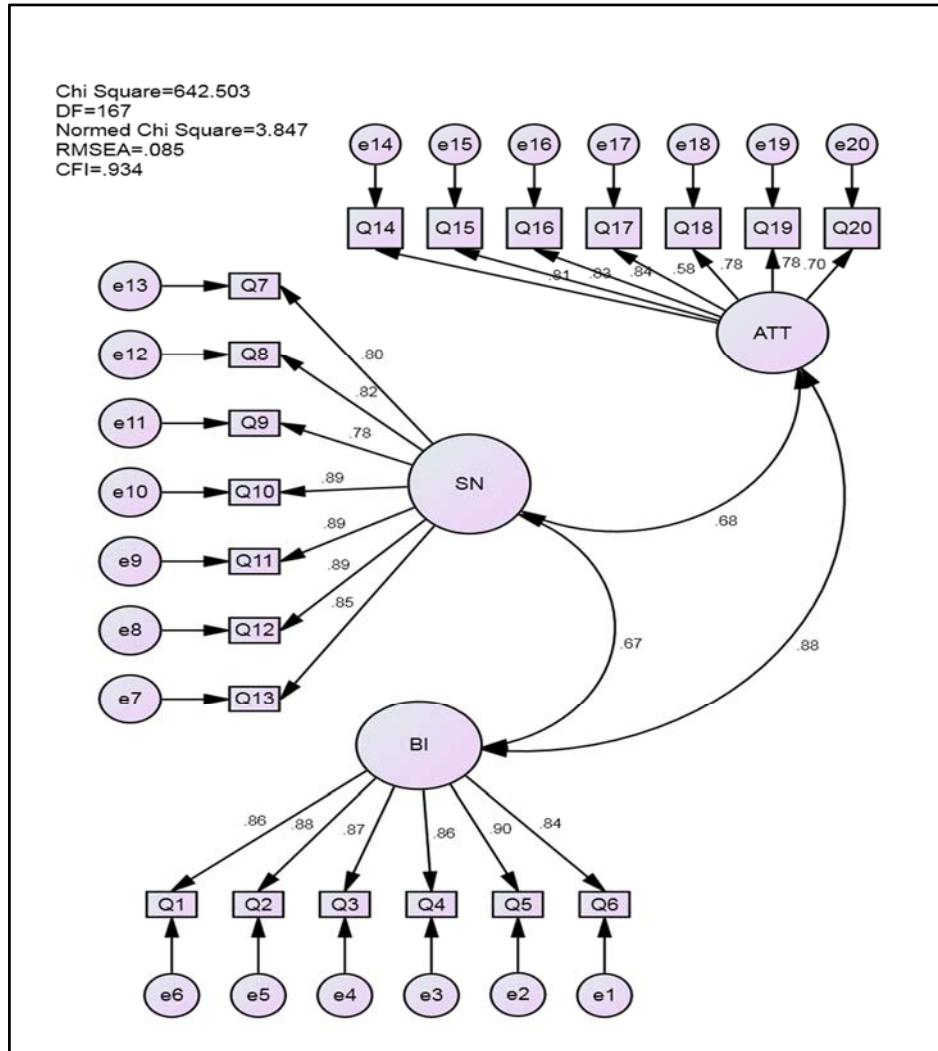 Chi Square=642.503
DF=167
Normed Chi Square=3.847
RMSEA=.085
CFI=.934
e14 e15 e16 e17 e18 e19 e20
Q14 Q15 Q16 Q17 Q18 Q19 Q20
.81 .83 .84 .58 .78 .78 .70
ATT
e13 Q7
.80
e12 Q8
.82
e11 Q9
.78
SN
e10 Q10
.89
.68
e9 Q11
.89
e8 Q12
.89
e7 Q13
.85
.67
.88
BI
.86 .88 .87 .86 .90 .84
Q1 Q2 Q3 Q4 Q5 Q6
e6 e5 e4 e3 e2 e1